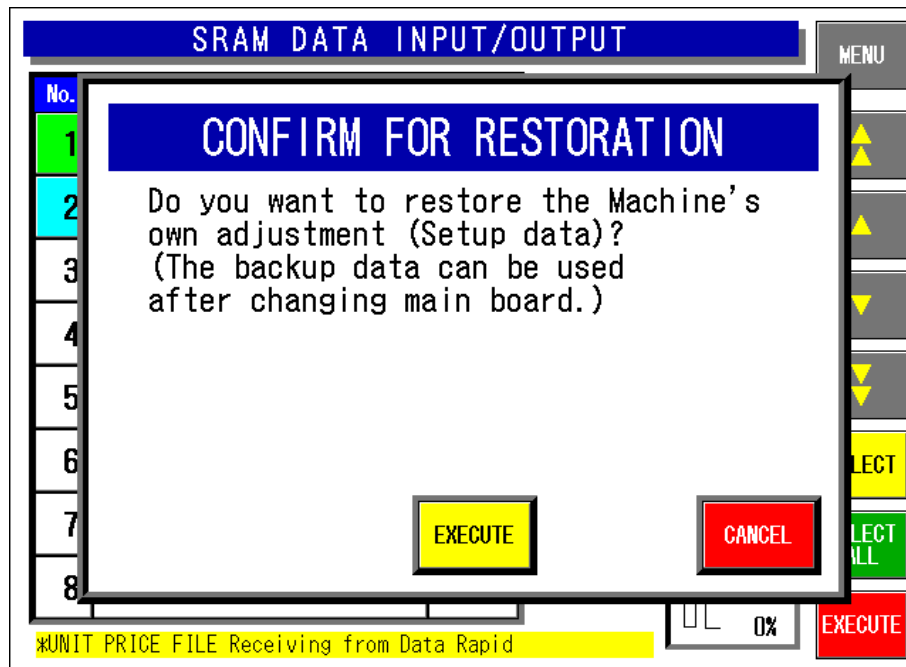 SRAM DATA INPUT/OUTPUT
MENU
No.
CONFIRM FOR RESTORATION
1
Do you want to restore the Machine's
own adjustment (Setup data)?
(The backup data can be used
after changing main board.)
2
3
4
5
6
7
8
EXECUTE
CANCEL
0%
EXECUTE
*UNIT PRICE FILE Receiving from Data Rapid